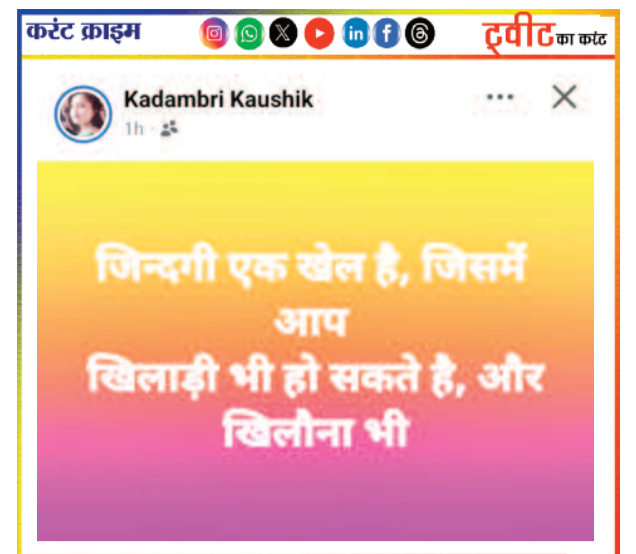 करंट क्राइम ट्वीट का करंट
Kadambri Kaushik
1h
जिन्दगी एक खेल है, जिसमें
आप
खिलाड़ी भी हो सकते है, और
खिलौना भी